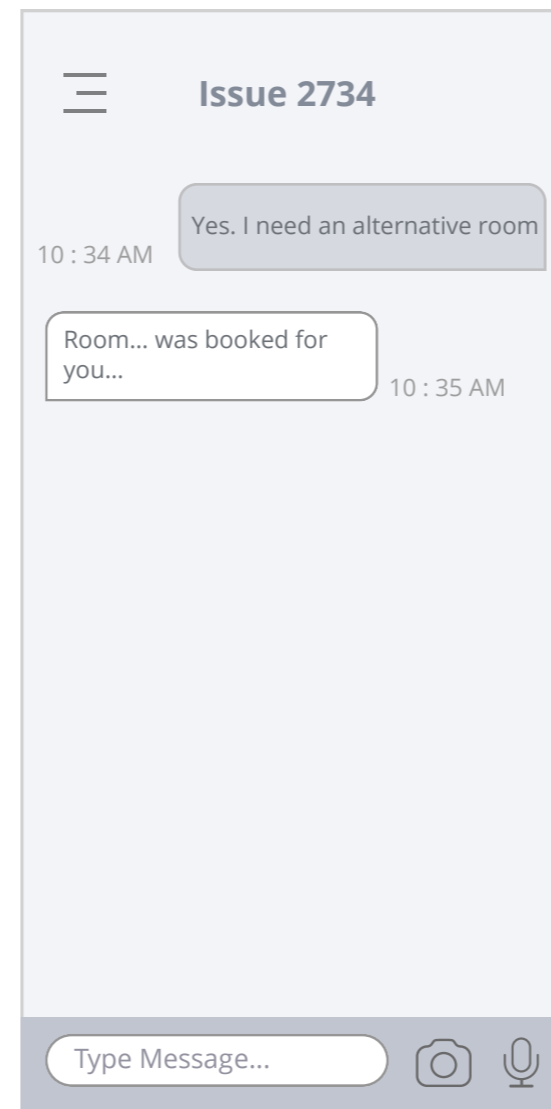 Issue 2734
Yes. I need an alternative room
10 : 34 AM
Room... was booked for
you...
10 : 35 AM
Type Message...